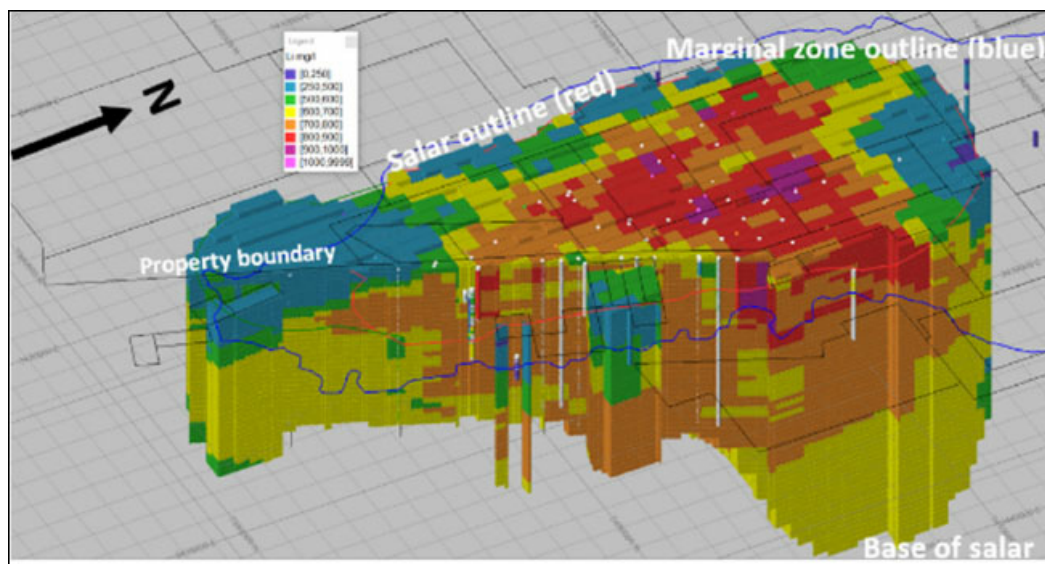 Marginal zone outline (blue)
Legend
Li mg/l
[0,250]
[250,500]
[500,600]
[600,700]
[700,800]
[800,900]
[900,1000]
[1000,9999]
N
Salar outline (red)
Property boundary
Base of salar